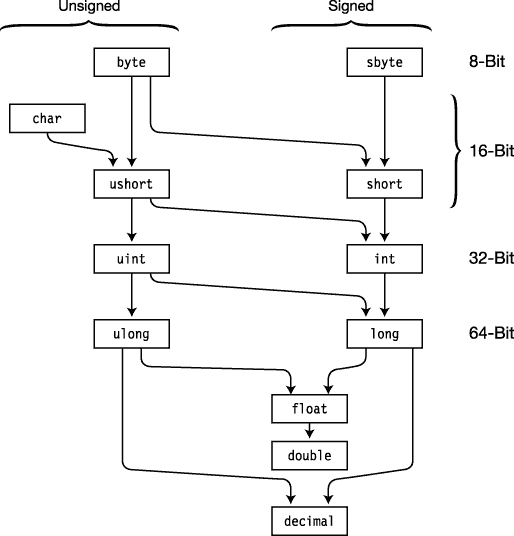 Unsigned Signed
byte sbyte 8-Bit
char
16-Bit
ushort short
uint int 32-Bit
ulong long 64-Bit
float
double
decimal